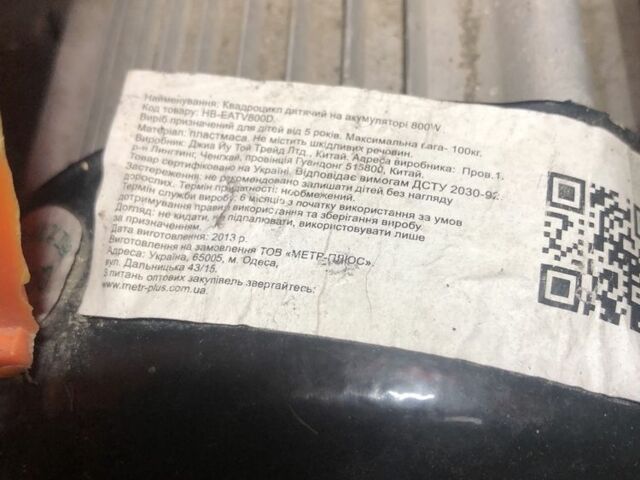 Найменування: Квадроцикл дитячий на акумуляторі 800W
Код товару: HB-EATV800D.
Виріб призначений для дітей від 5 років. Максимальна вага- 100кг.
Матеріал: пластмаса. Не містить шкідливих речовин.
Виробник: Джиа Йу Той Трейд Лтд., Китай. Адреса виробника: Пров.1,
р-н Лингтинг, Ченгхай, провінція Гуандонг 515800, Китай.
Товар сертифіковано на Україні. Відповідає вимогам ДСТУ 2030-92.
Застереження: не рекомендовано залишати дітей без нагляду
дорослих. Термін придатності: необмежений.
Термін служби виробу: 6 місяців з початку використання за умов
дотримування правил використання та зберігання виробу.
Догляд: не кидати, не підпалювати, використовувати лише
за призначенням.
Дата виготовлення: 2013 р.
Виготовлення на замовлення ТОВ «МЕТР-ПЛЮС».
Адреса: Україна, 65005, м. Одеса,
вул. Дальницька 43/15.
З питань оптових закупівель звертайтесь:
www.metr-plus.com.ua.